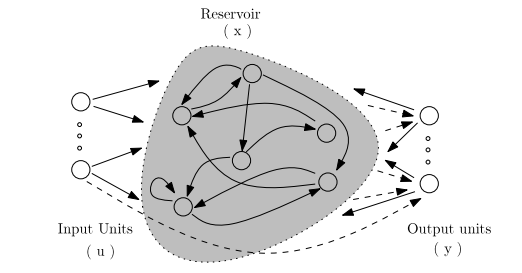 Reservoir
( x )
Input Units
( u )
Output units
( y )